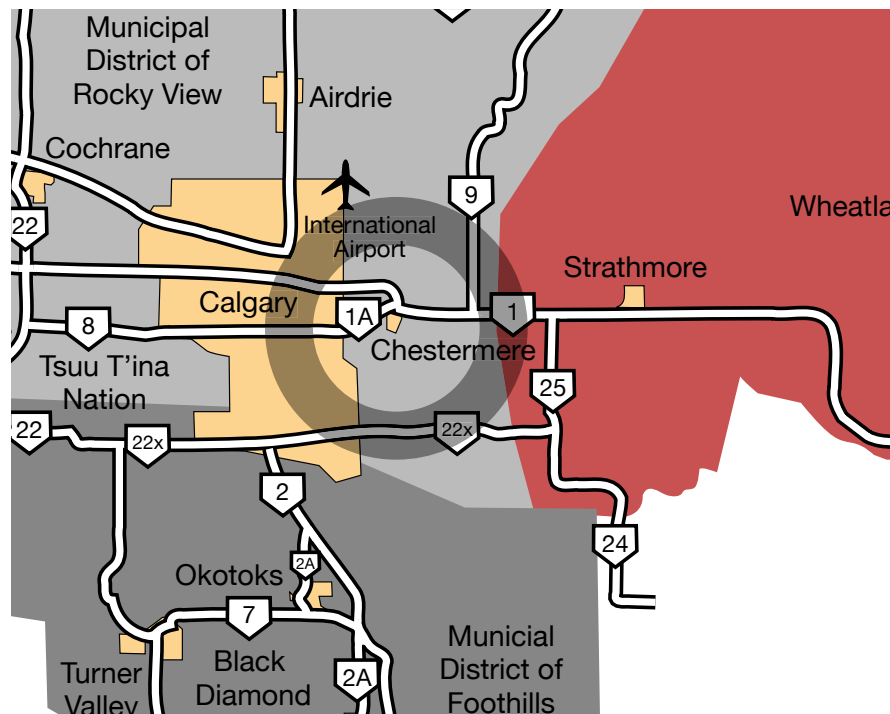 Municipal
District of
Rocky View
Airdrie
Cochrane
9
International
Airport
22
Wheatla
Strathmore
Calgary
1A
1
8
Chestermere
Tsuu T'ina
Nation
25
22
22x
22x
2
24
2A
Okotoks
7
Municial
District of
Foothills
Black
Diamond
Turner
Valley
2A